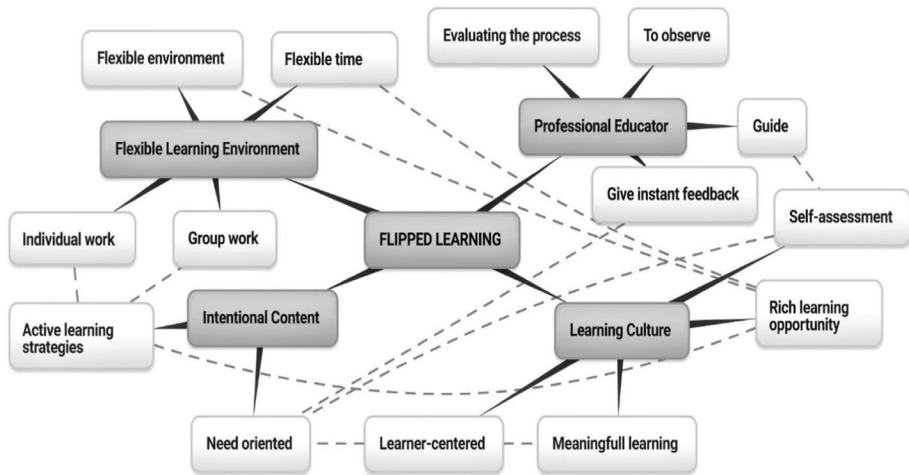 Evaluating the process
To observe
Flexible environment
Flexible time
Professional Educator
Guide
Flexible Learning Environment
Give instant feedback
Self-assessment
Individual work
Group work
FLIPPED LEARNING
Rich learning
opportunity
Intentional Content
Learning Culture
Active learning
strategies
Need oriented
Learner-centered
Meaningfull learning